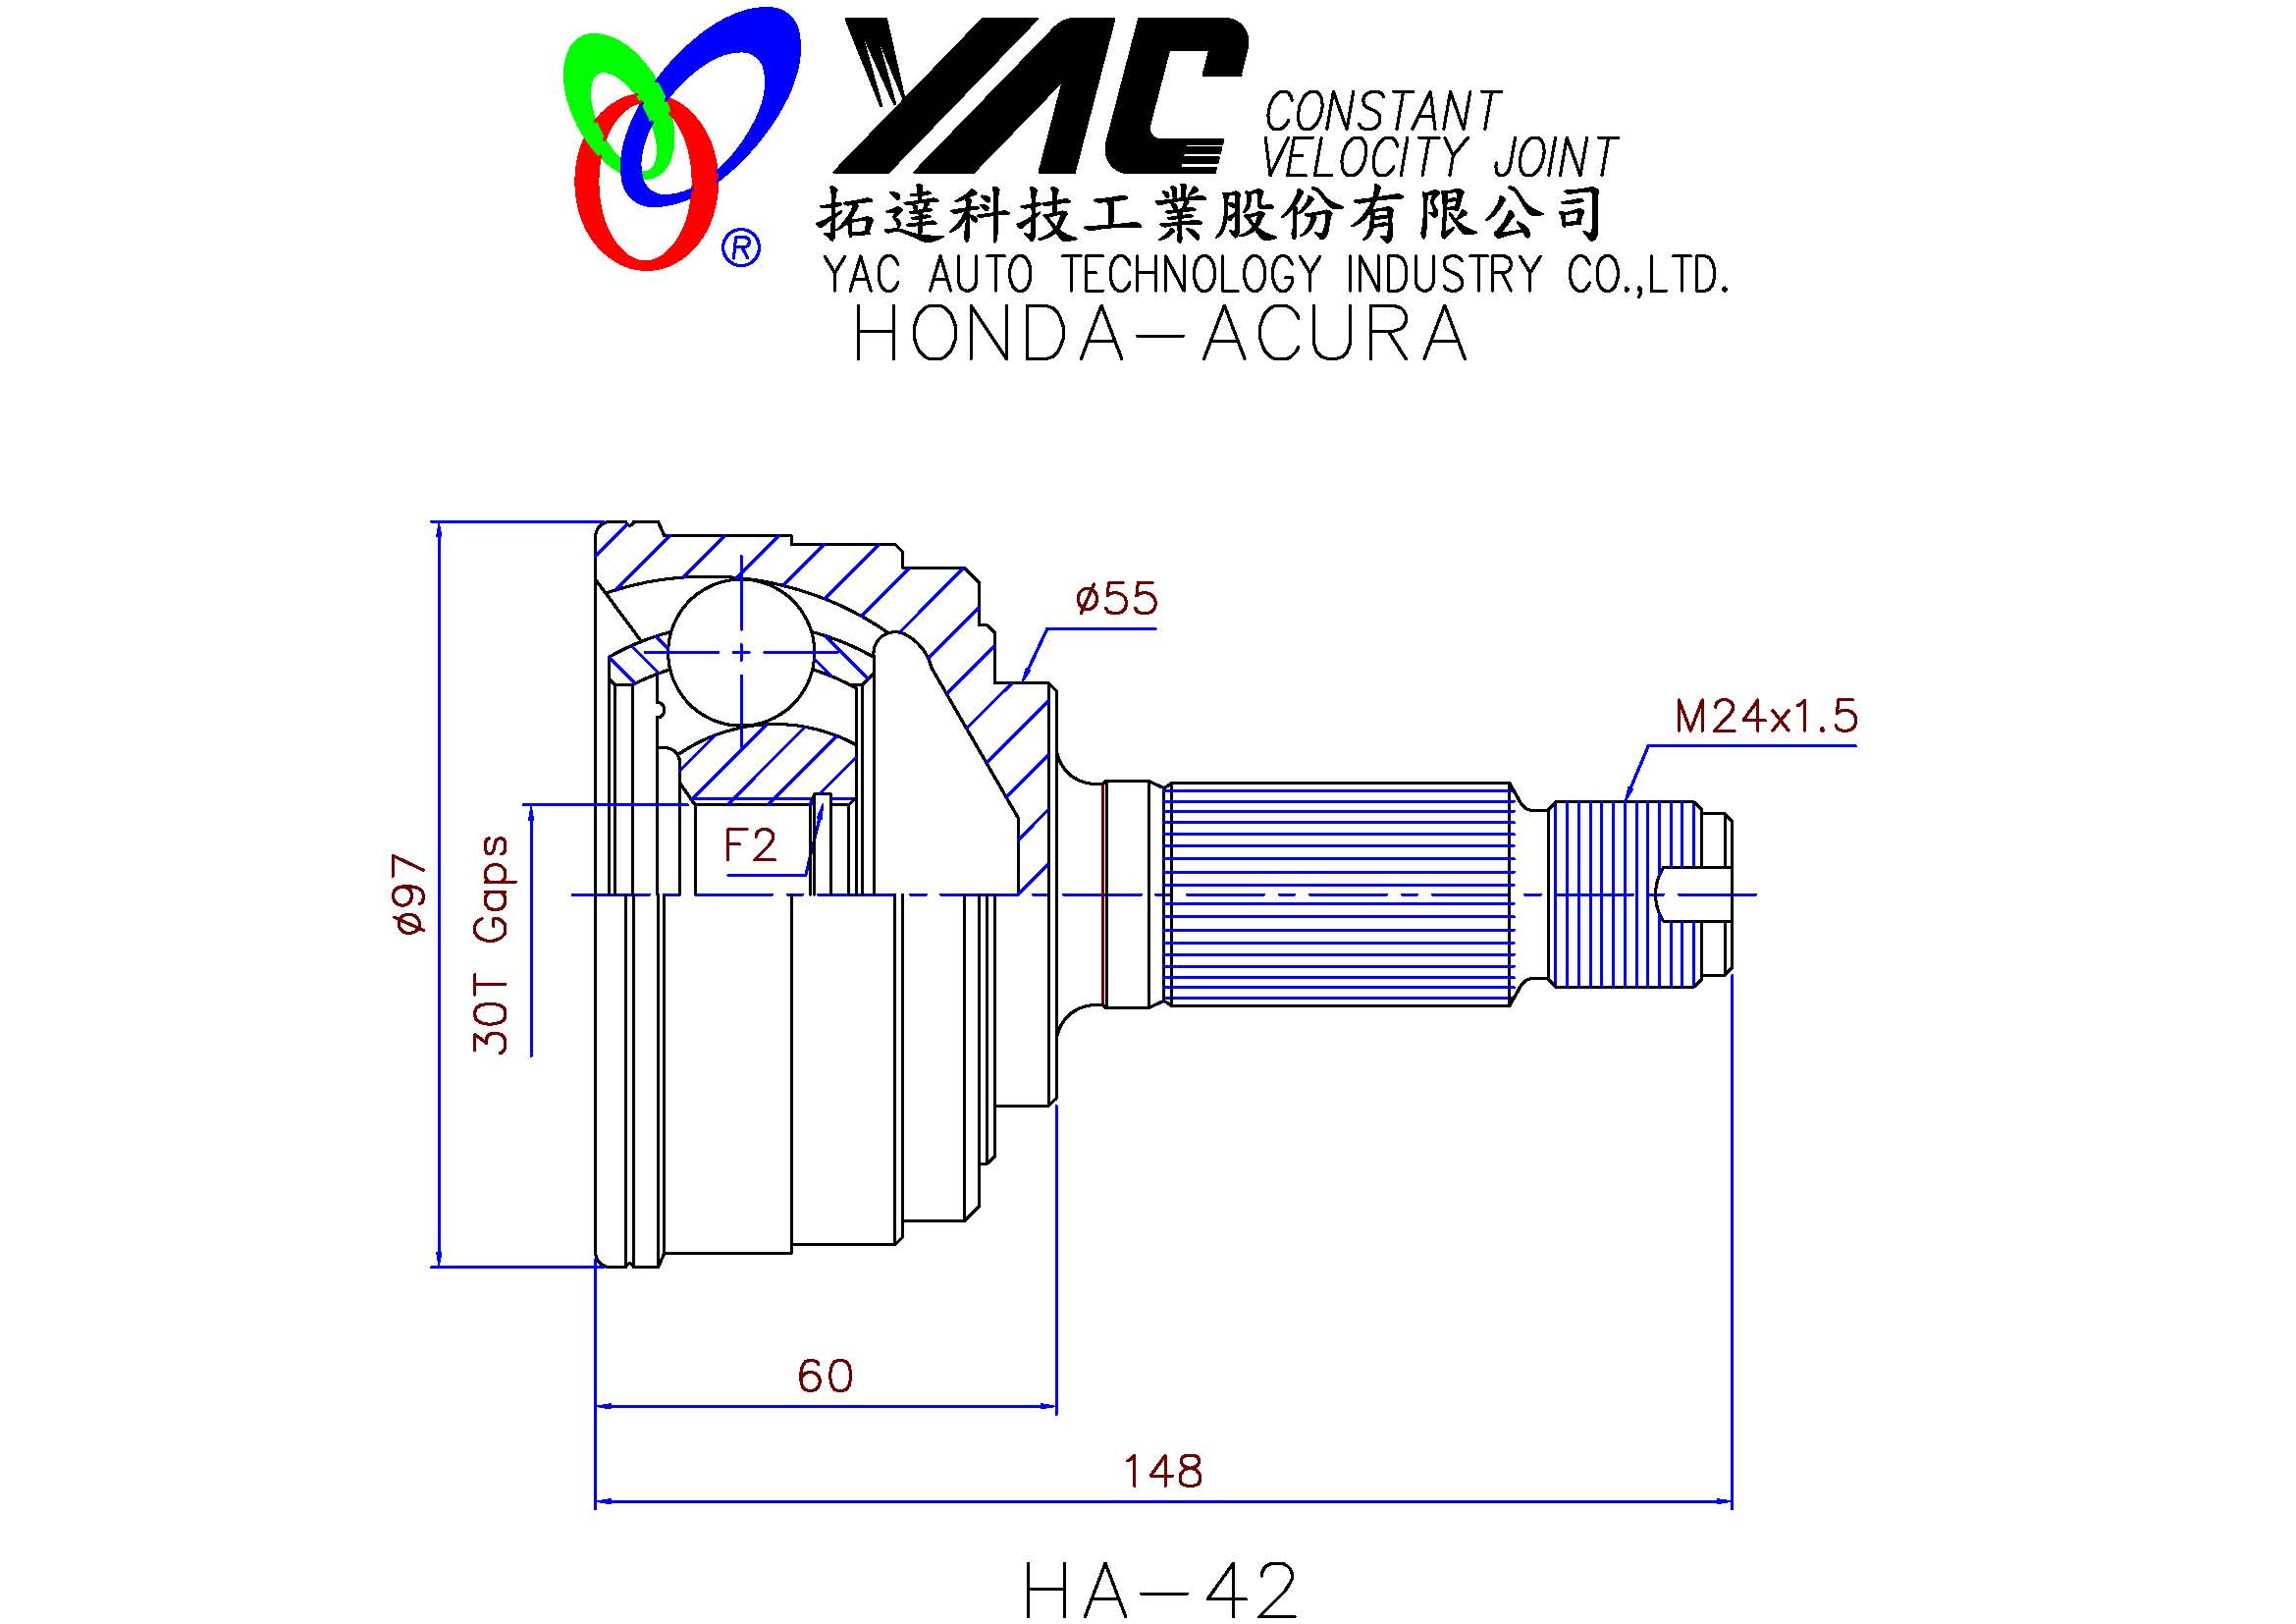 YAC
CONSTANT
VELOCITY JOINT
®
拓達科技工業股份有限公司
YAC AUTO TECHNOLOGY INDUSTRY CO.,LTD.
HONDA-ACURA
ø55
M24x1.5
F2
ø97
30T Gaps
60
148
HA-42